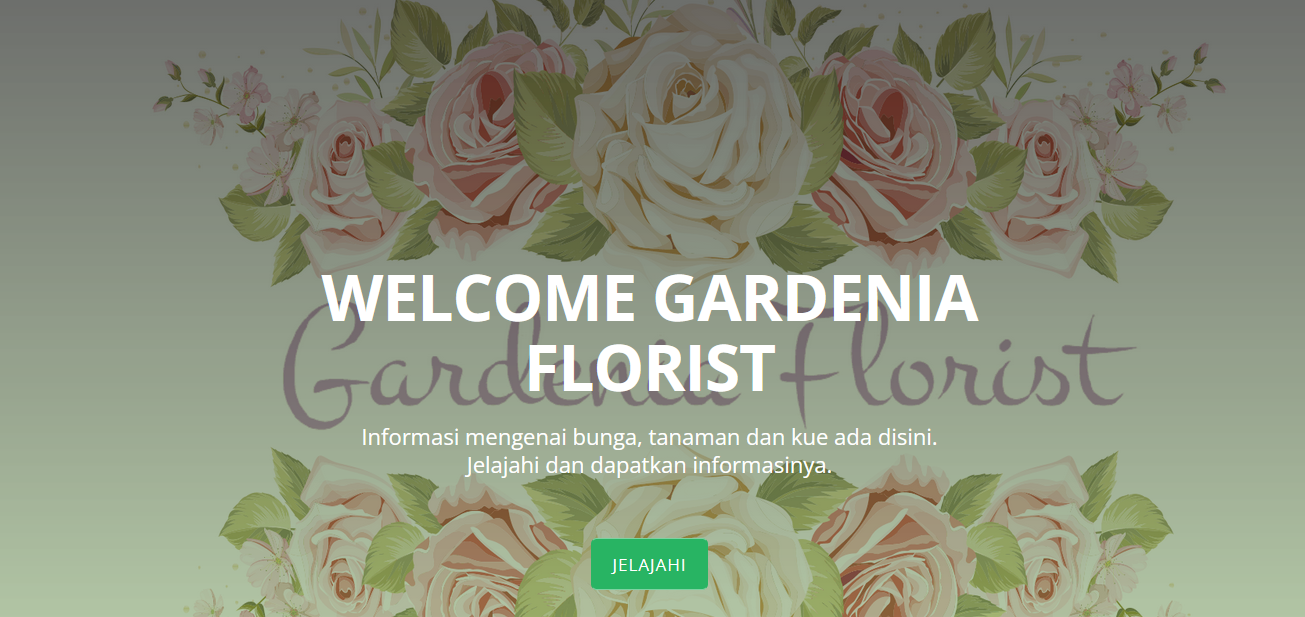 WELCOME GARDENIA
Gardenia Florist
FLORIST
Informasi mengenai bunga, tanaman dan kue ada disini.
Jelajahi dan dapatkan informasinya.
JELAJAHI